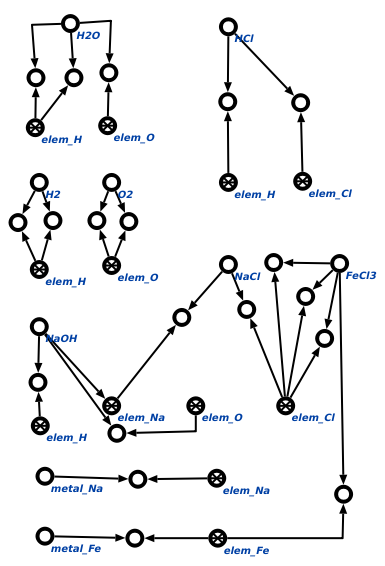 H2O
HCl
elem_H
elem_O
elem_H
elem_Cl
H2
O2
elem_H
elem_O
NaCl
FeCl3
NaOH
elem_Na
elem_O
elem_Cl
elem_H
metal_Na
elem_Na
metal_Fe
elem_Fe